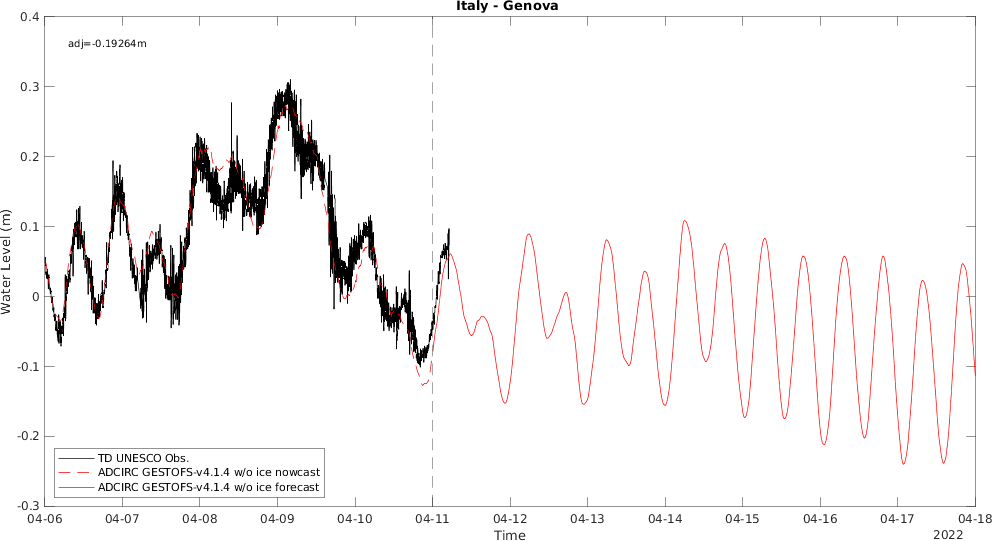 Italy - Genova
adj=-0.19264m
Water Level (m)
0.4
0.3
0.2
0.1
0
-0.1
-0.2
-0.3
TD UNESCO Obs.
ADCIRC GESTOFS-v4.1.4 w/o ice nowcast
ADCIRC GESTOFS-v4.1.4 w/o ice forecast
04-06 04-07 04-08 04-09 04-10 04-11 04-12 04-13 04-14 04-15 04-16 04-17 04-18
Time
2022